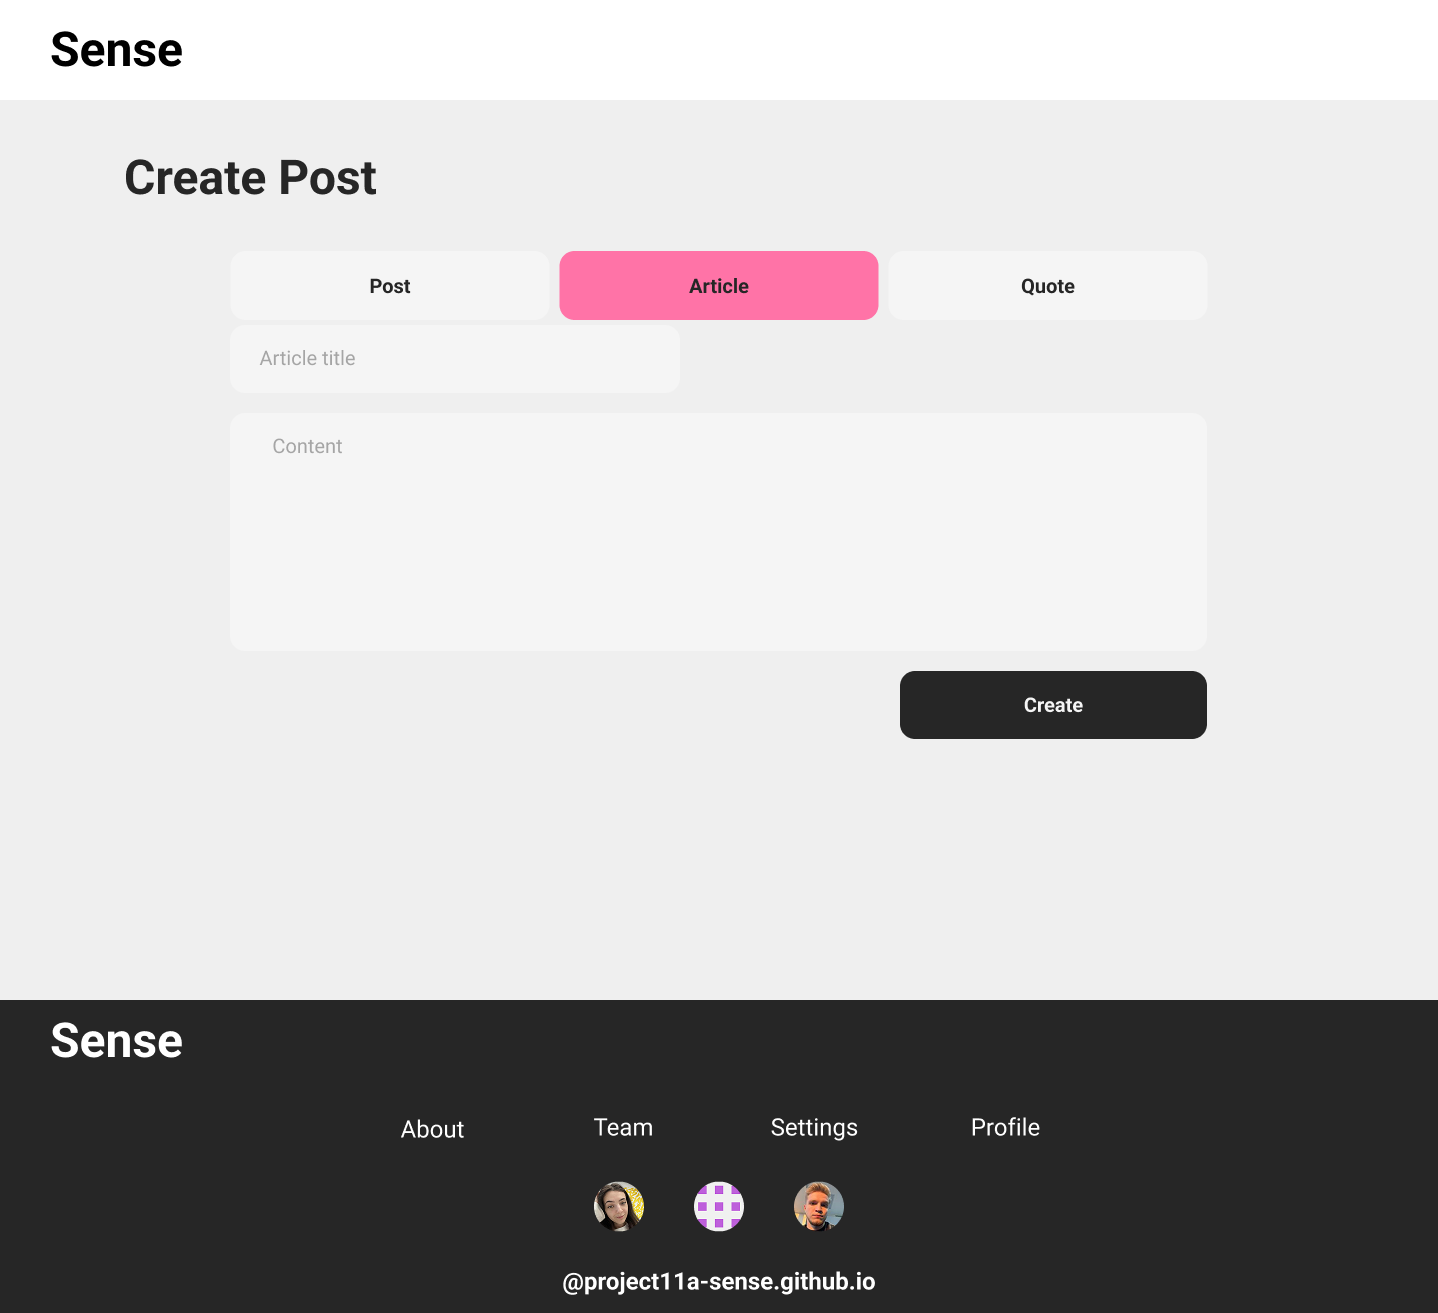 Sense
Create Post
Post
Article
Quote
Article title
Content
Create
Sense
About
Team
Settings
Profile
@project11a-sense.github.io